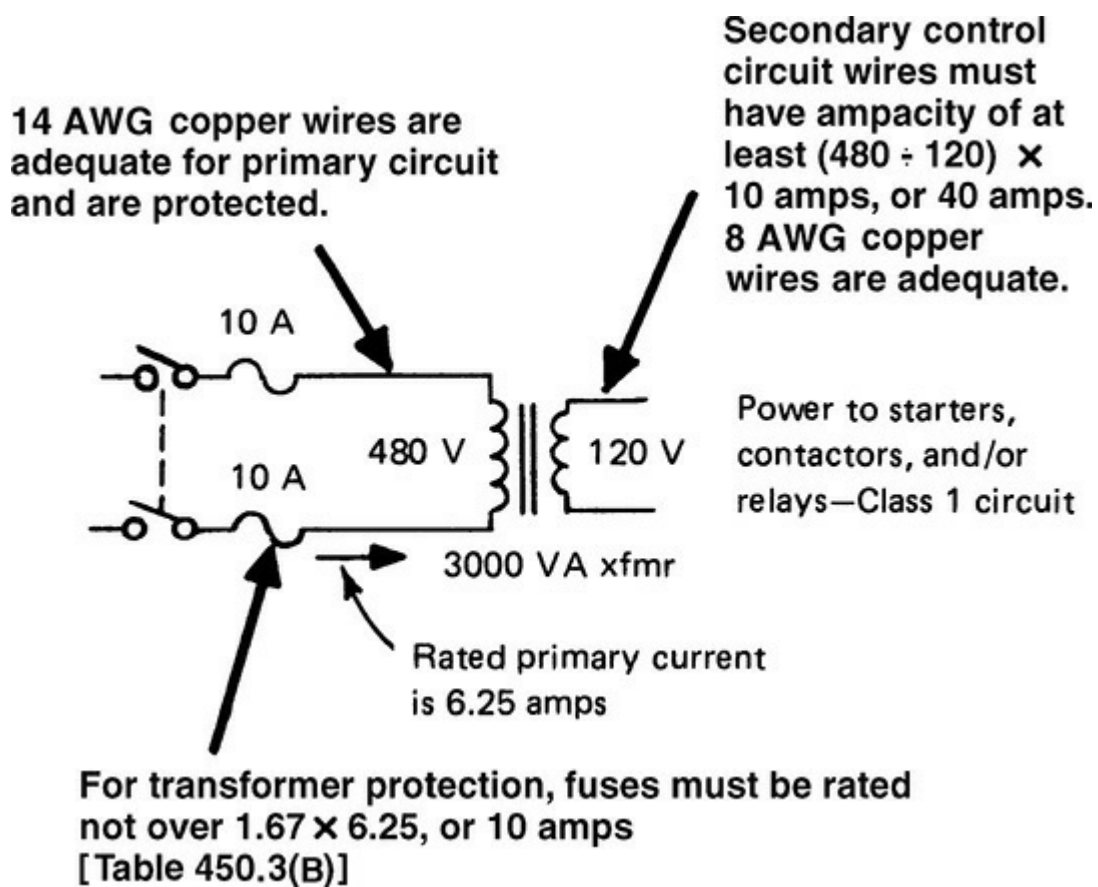 Secondary control
circuit wires must
have ampacity of at
least (480 ÷ 120) ×
10 amps, or 40 amps.
8 AWG copper
wires are adequate.
14 AWG copper wires are
adequate for primary circuit
and are protected.
10 A
480 V
120 V
Power to starters,
contactors, and/or
relays—Class 1 circuit
10 A
3000 VA xfmr
Rated primary current
is 6.25 amps
For transformer protection, fuses must be rated
not over 1.67 × 6.25, or 10 amps
[Table 450.3(B)]